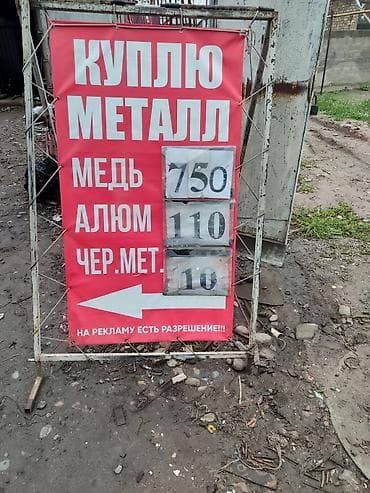 КУПЛЮ
МЕТАЛЛ
МЕДЬ 750
АЛЮМ 110
ЧЕР.МЕТ. 10
НА РЕКЛАМУ ЕСТЬ РАЗРЕШЕНИЕ!!!